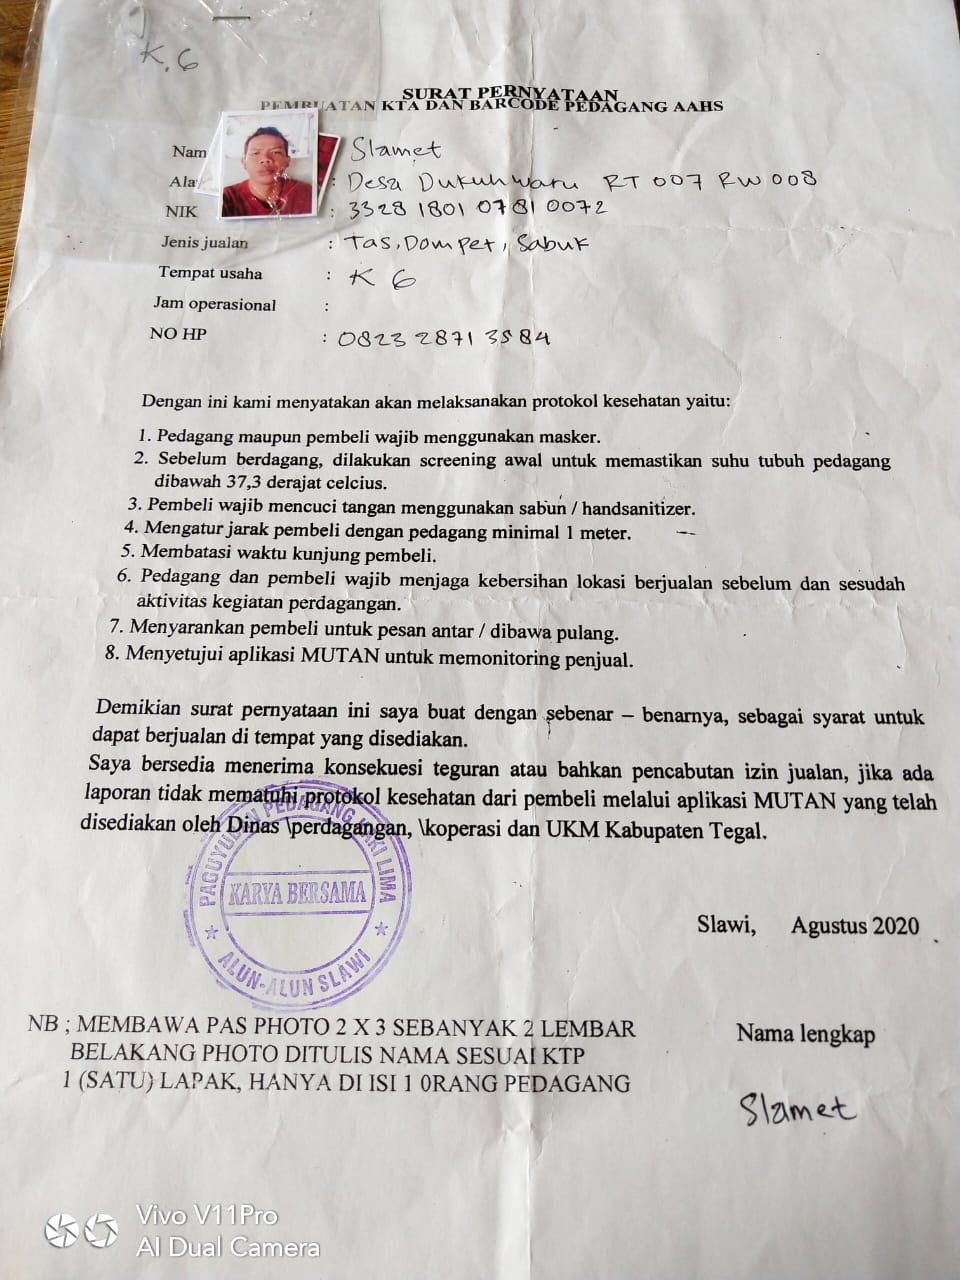 K.6
SURAT PERNYATAAN
PEMBUATAN KTA DAN BARCODE PEDAGANG AAHS
Nam Slamet
Ala : Desa Dukuhwaru RT 007 RW 008
NIK : 3328 1801 0781 0072
Jenis jualan : Tas, Dompet, Sabuk
Tempat usaha : K 6
Jam operasional :
NO HP : 0823 2871 3584
Dengan ini kami menyatakan akan melaksanakan protokol kesehatan yaitu:
1. Pedagang maupun pembeli wajib menggunakan masker.
2. Sebelum berdagang, dilakukan screening awal untuk memastikan suhu tubuh pedagang
dibawah 37,3 derajat celcius.
3. Pembeli wajib mencuci tangan menggunakan sabun / handsanitizer.
4. Mengatur jarak pembeli dengan pedagang minimal 1 meter.
5. Membatasi waktu kunjung pembeli.
6. Pedagang dan pembeli wajib menjaga kebersihan lokasi berjualan sebelum dan sesudah
aktivitas kegiatan perdagangan.
7. Menyarankan pembeli untuk pesan antar / dibawa pulang.
8. Menyetujui aplikasi MUTAN untuk memonitoring penjual.
Demikian surat pernyataan ini saya buat dengan sebenar – benarnya, sebagai syarat untuk
dapat berjualan di tempat yang disediakan.
Saya bersedia menerima konsekuesi teguran atau bahkan pencabutan izin jualan, jika ada
laporan tidak mematuhi protokol kesehatan dari pembeli melalui aplikasi MUTAN yang telah
disediakan oleh Dinas \perdagangan, \koperasi dan UKM Kabupaten Tegal.
PAGUYUBAN PEDAGANG KAKI LIMA
KARYA BERSAMA
ALUN-ALUN SLAWI
Slawi, Agustus 2020
NB ; MEMBAWA PAS PHOTO 2 X 3 SEBANYAK 2 LEMBAR
BELAKANG PHOTO DITULIS NAMA SESUAI KTP
1 (SATU) LAPAK, HANYA DI ISI 1 0RANG PEDAGANG
Nama lengkap
Slamet
Vivo V11Pro
AI Dual Camera